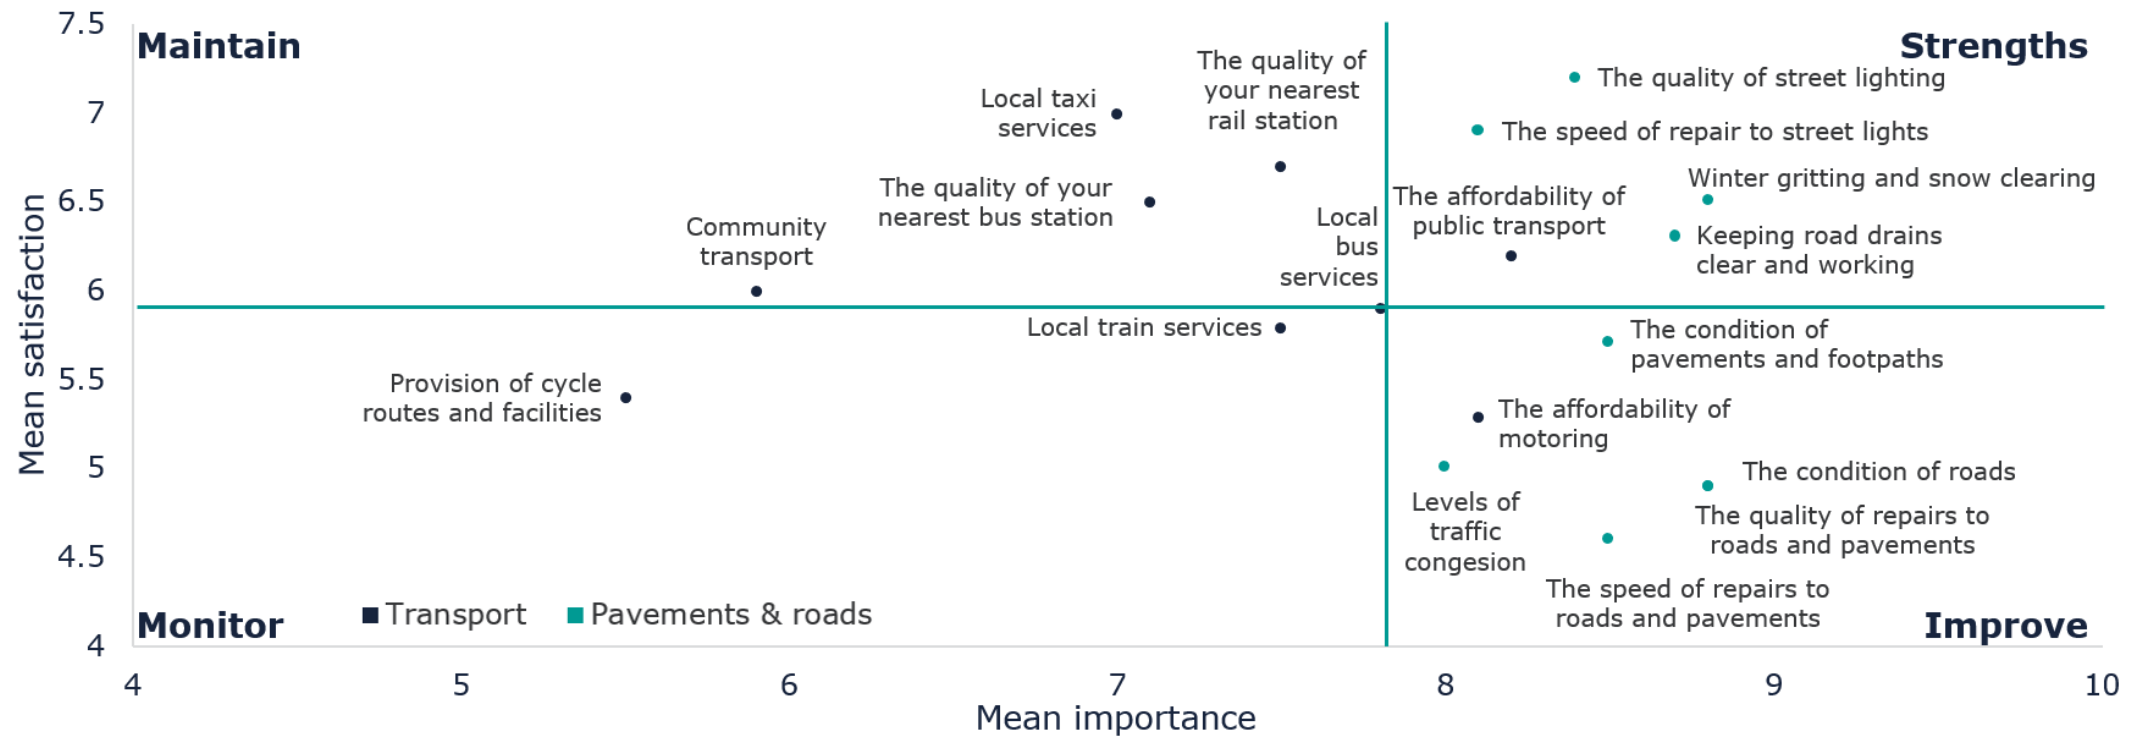 7.5
Maintain
Strengths
The quality of
your nearest
rail station
The quality of street lighting
Local taxi
services
7
The speed of repair to street lights
Winter gritting and snow clearing
The quality of your
nearest bus station
The affordability of
public transport
6.5
Local
bus
services
Community
transport
Keeping road drains
clear and working
6
Local train services
The condition of
pavements and footpaths
Mean satisfaction
5.5
Provision of cycle
routes and facilities
The affordability of
motoring
5
The condition of roads
Levels of
traffic
congesion
The quality of repairs to
roads and pavements
4.5
The speed of repairs to
roads and pavements
Monitor
Transport
Pavements & roads
Improve
4
4
5
6
7
8
9
10
Mean importance